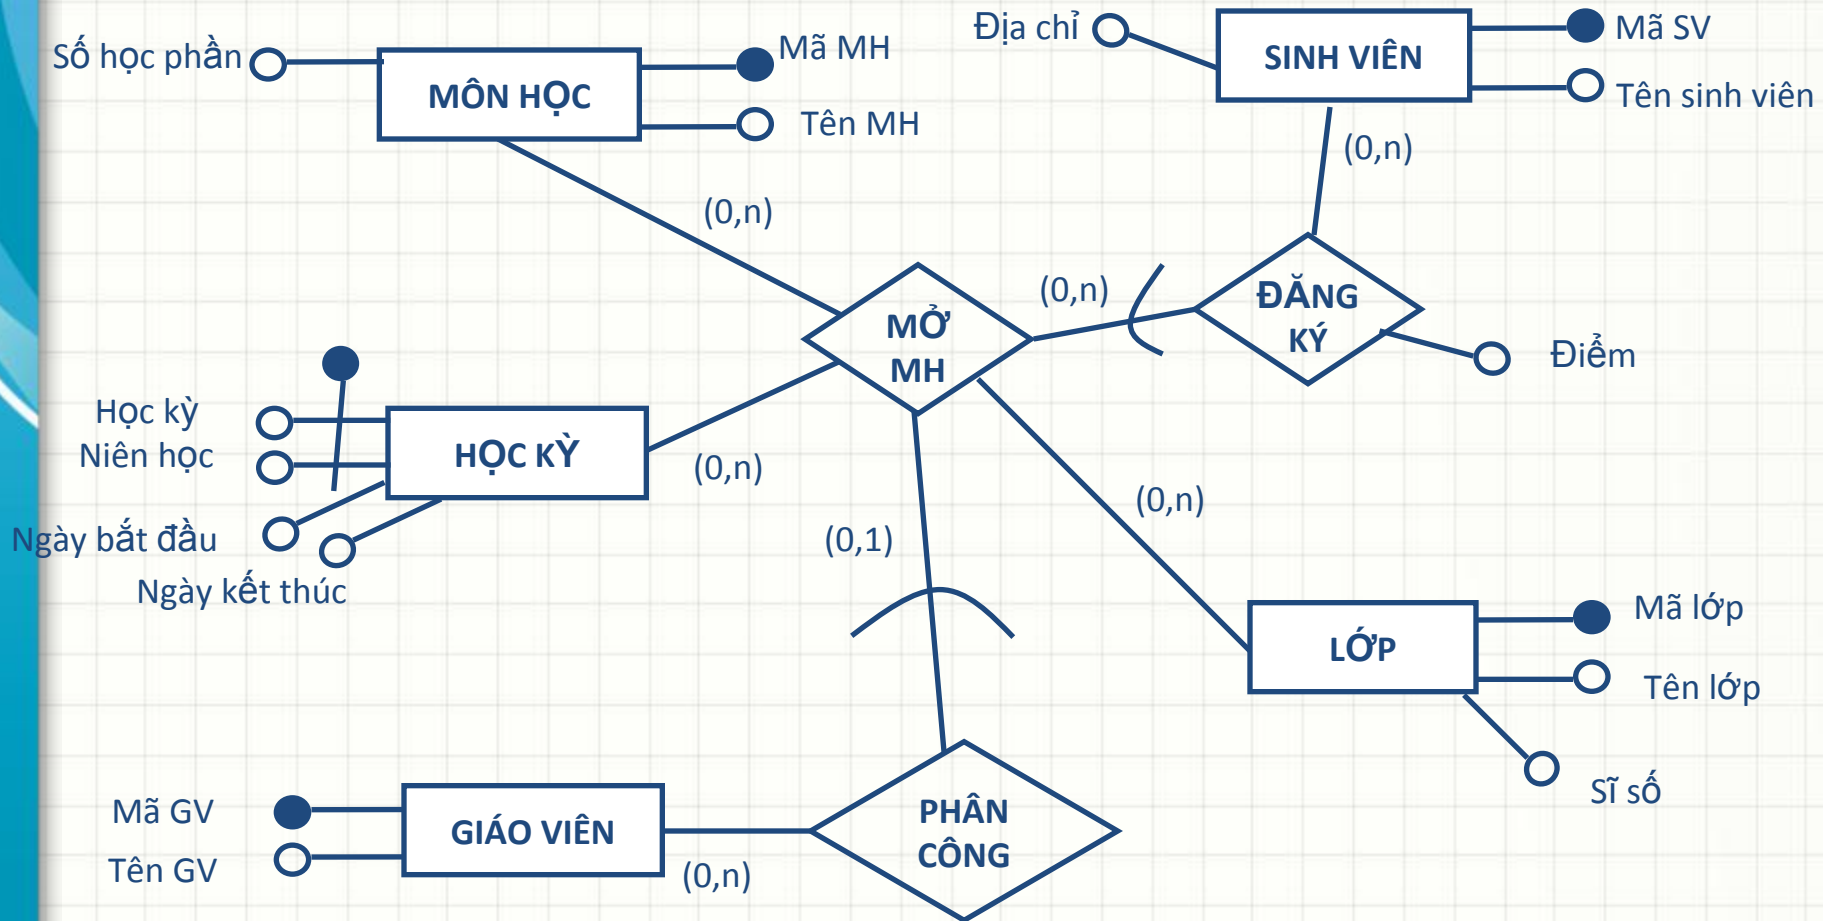 Địa chỉ
Mã SV
SINH VIÊN
Tên sinh viên
Số học phần
Mã MH
MÔN HỌC
Tên MH
(0,n)
(0,n)
(0,n)
ĐĂNG
KÝ
MỞ
MH
Điểm
Học kỳ
Niên học
HỌC KỲ
(0,n)
(0,n)
Ngày bắt đầu
(0,1)
Ngày kết thúc
Mã lớp
LỚP
Tên lớp
Sĩ số
Mã GV
GIÁO VIÊN
Tên GV
(0,n)
PHÂN
CÔNG